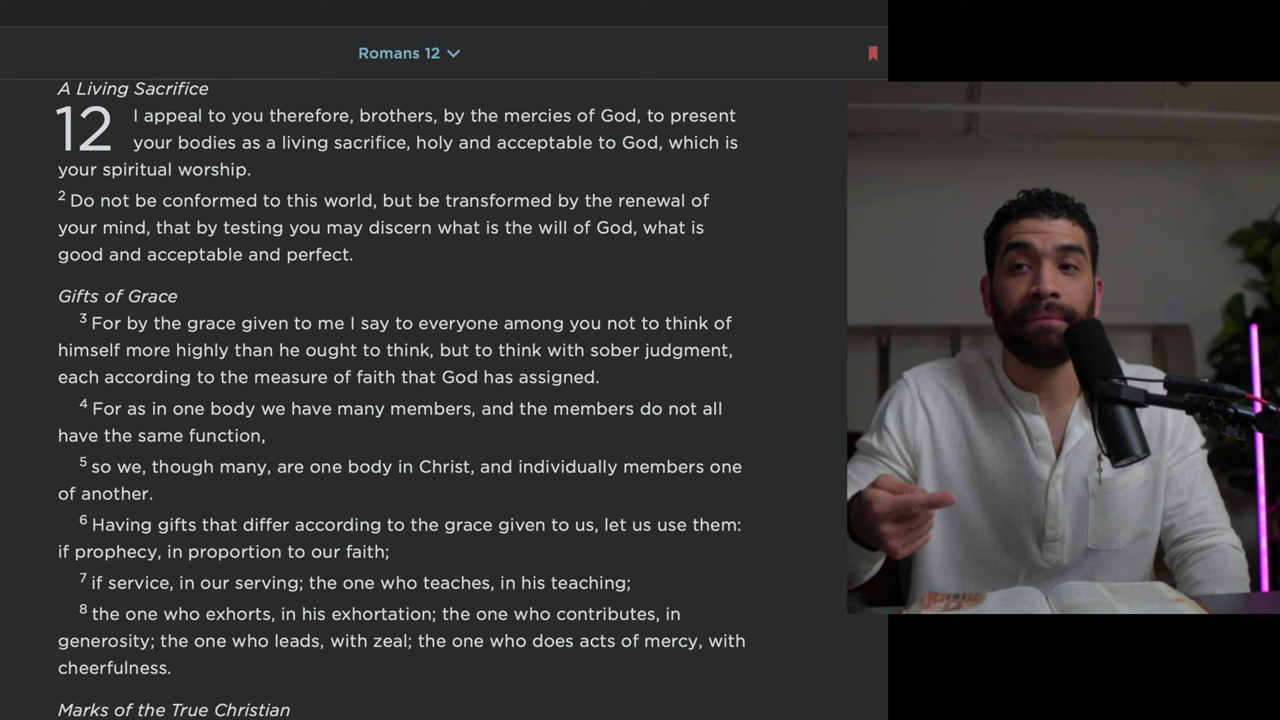 Romans 12
A Living Sacrifice
12 I appeal to you therefore, brothers, by the mercies of God, to present
your bodies as a living sacrifice, holy and acceptable to God, which is
your spiritual worship.
2 Do not be conformed to this world, but be transformed by the renewal of
your mind, that by testing you may discern what is the will of God, what is
good and acceptable and perfect.
Gifts of Grace
3 For by the grace given to me I say to everyone among you not to think of
himself more highly than he ought to think, but to think with sober judgment,
each according to the measure of faith that God has assigned.
4 For as in one body we have many members, and the members do not all
have the same function,
5 so we, though many, are one body in Christ, and individually members one
of another.
6 Having gifts that differ according to the grace given to us, let us use them:
if prophecy, in proportion to our faith;
7 if service, in our serving; the one who teaches, in his teaching;
8 the one who exhorts, in his exhortation; the one who contributes, in
generosity; the one who leads, with zeal; the one who does acts of mercy, with
cheerfulness.
Marks of the True Christian